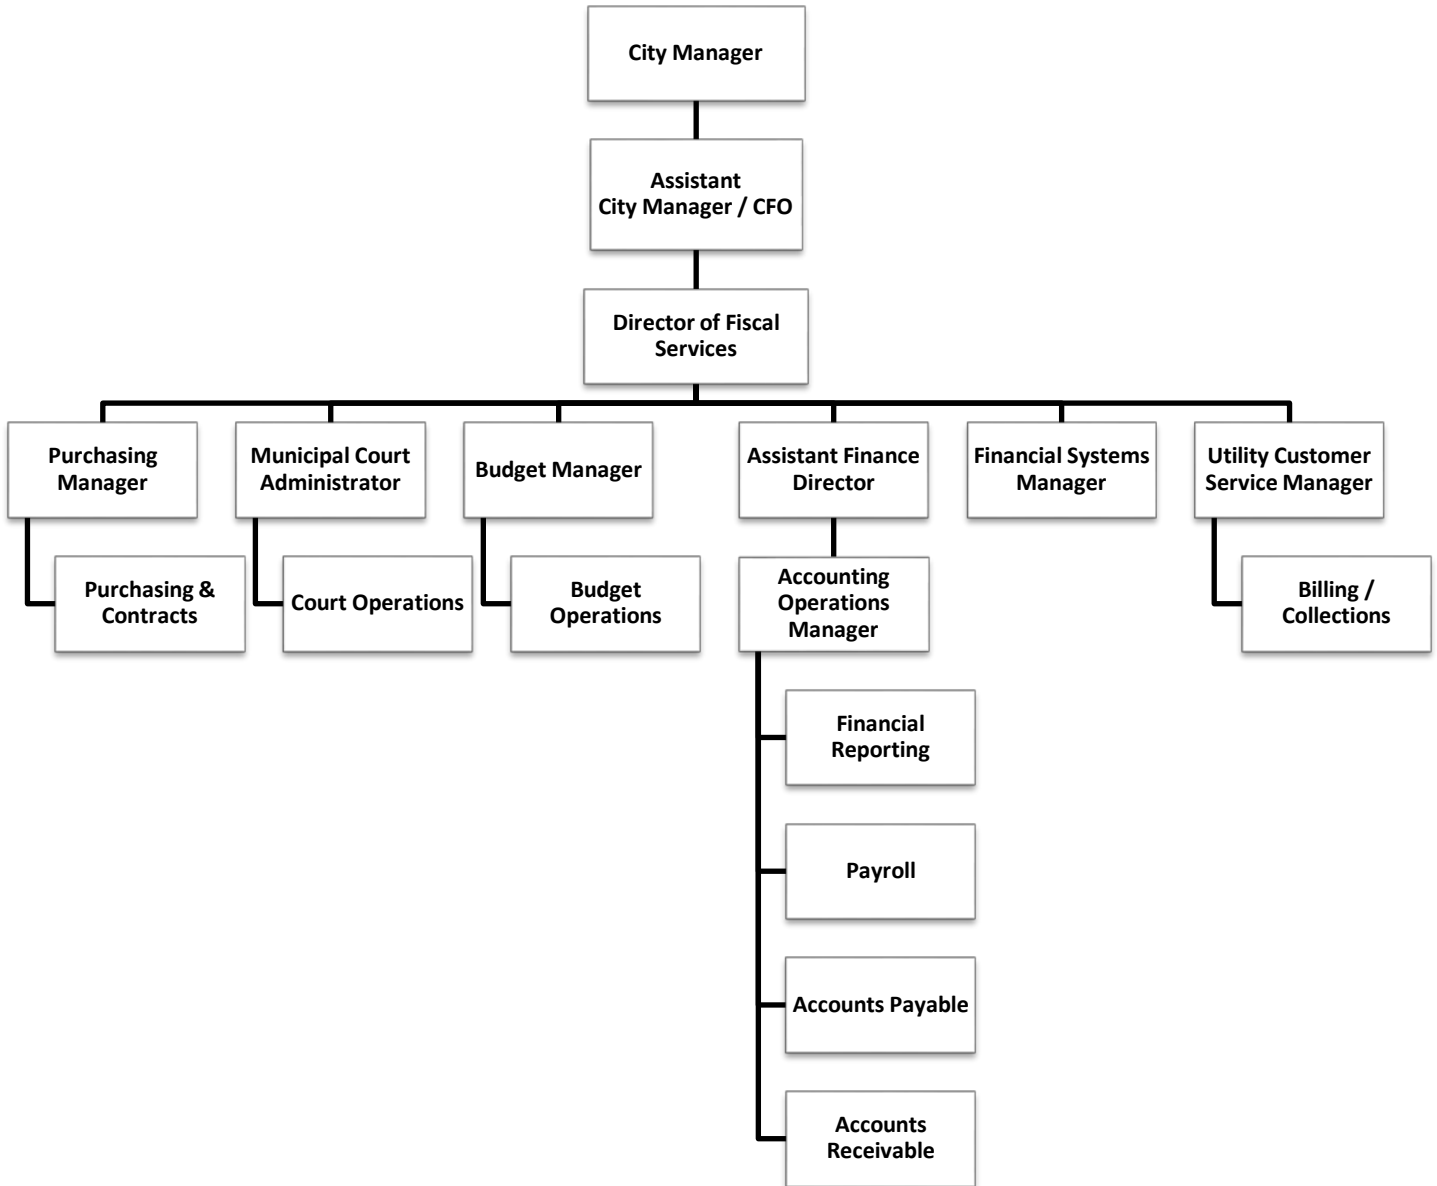 City Manager
Assistant
City Manager / CFO
Director of Fiscal
Services
Purchasing
Manager
Municipal Court
Administrator
Budget Manager
Assistant Finance
Director
Financial Systems
Manager
Utility Customer
Service Manager
Purchasing &
Contracts
Court Operations
Budget
Operations
Accounting
Operations
Manager
Billing /
Collections
Financial
Reporting
Payroll
Accounts Payable
Accounts
Receivable